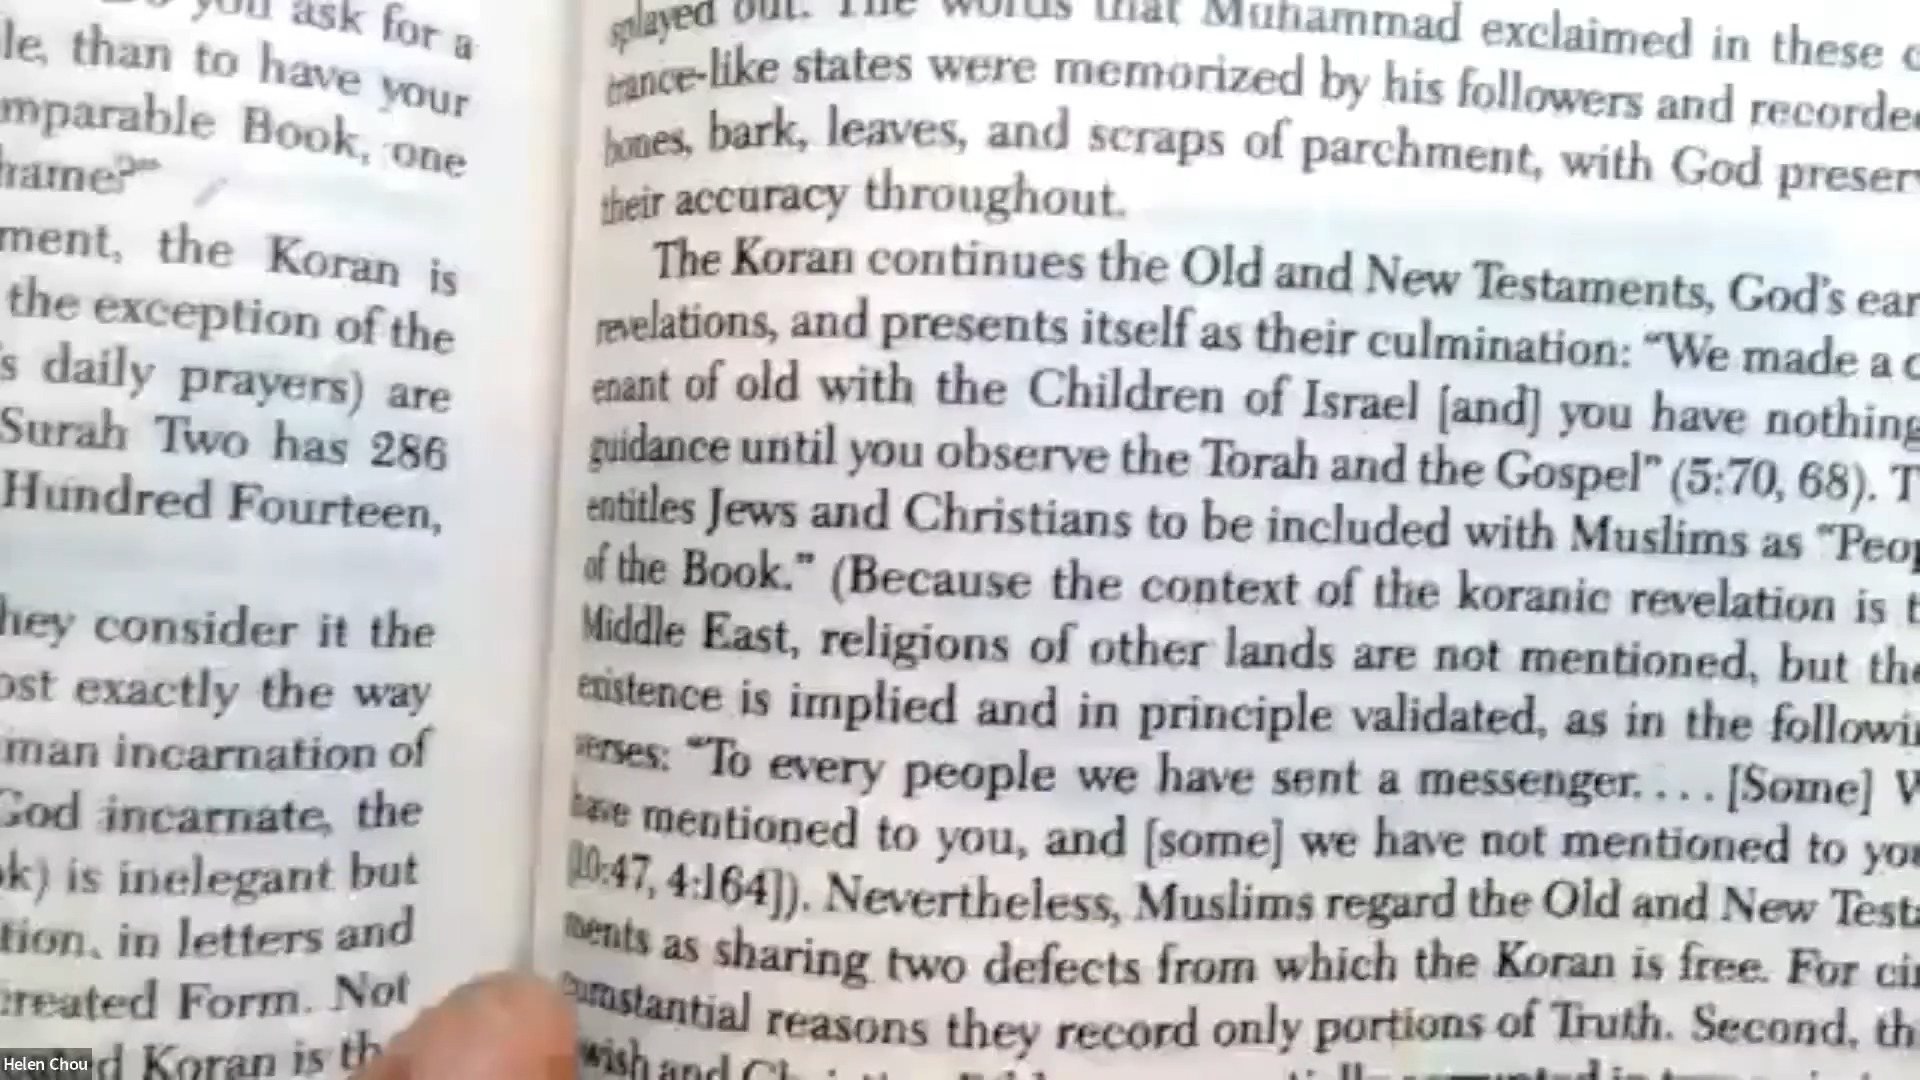 you ask for a
le, than to have your
mparable Book, one
frame?"
ment, the Koran is
the exception of the
s daily prayers) are
Surah Two has 286
Hundred Fourteen,
hey consider it the
ost exactly the way
man incarnation of
God incarnate, the
k) is inelegant but
tion, in letters and
created Form. Not
d Koran is th
splayed out. The words that Muhammad exclaimed in these
trance-like states were memorized by his followers and recorde
bones, bark, leaves, and scraps of parchment, with God preser
their accuracy throughout.
The Koran continues the Old and New Testaments, God's ear
revelations, and presents itself as their culmination: "We made a c
enant of old with the Children of Israel [and] you have nothing
guidance until you observe the Torah and the Gospel" (5:70, 68). T
entitles Jews and Christians to be included with Muslims as "Peop
of the Book." (Because the context of the koranic revelation is t
Middle East, religions of other lands are not mentioned, but the
existence is implied and in principle validated, as in the followi
verses: "To every people we have sent a messenger. . . . [Some] W
have mentioned to you, and [some] we have not mentioned to you
[10:47, 4:164]). Nevertheless, Muslims regard the Old and New Testa
ments as sharing two defects from which the Koran is free. For cir
cumstantial reasons they record only portions of Truth. Second, th
wish and
Helen Chou